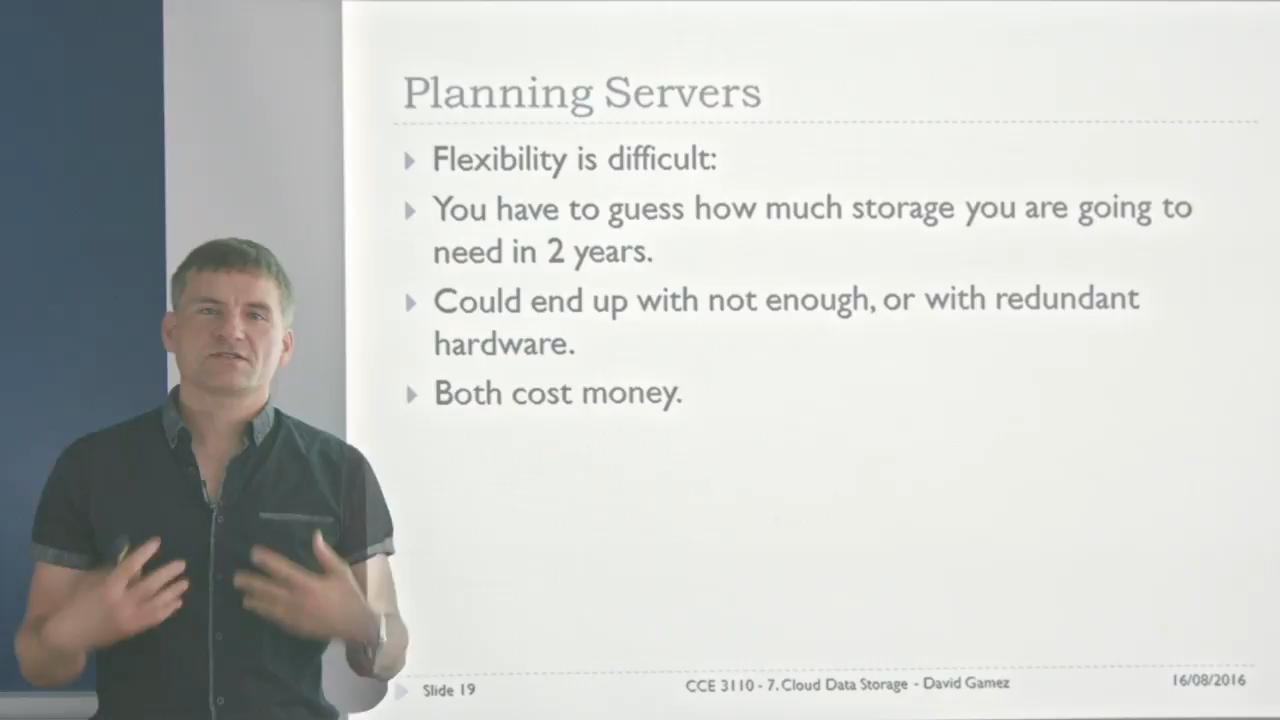 Planning Servers
Flexibility is difficult:
You have to guess how much storage you are going to
need in 2 years.
Could end up with not enough, or with redundant
hardware.
Both cost money.
Slide 19
CCE 3110 - 7. Cloud Data Storage - David Gamez
16/08/2016